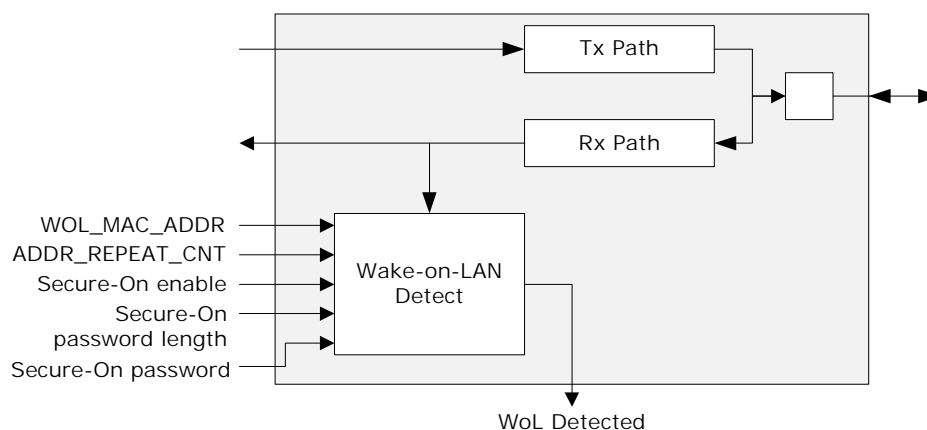 Tx Path
Rx Path
WOL_MAC_ADDR
ADDR_REPEAT_CNT
Secure-On enable
Secure-On
password length
Secure-On password
Wake-on-LAN
Detect
WoL Detected